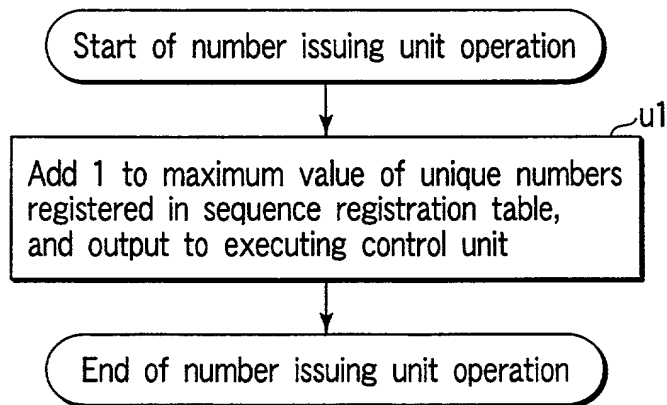 Start of number issuing unit operation
u1
Add 1 to maximum value of unique numbers
registered in sequence registration table,
and output to executing control unit
End of number issuing unit operation